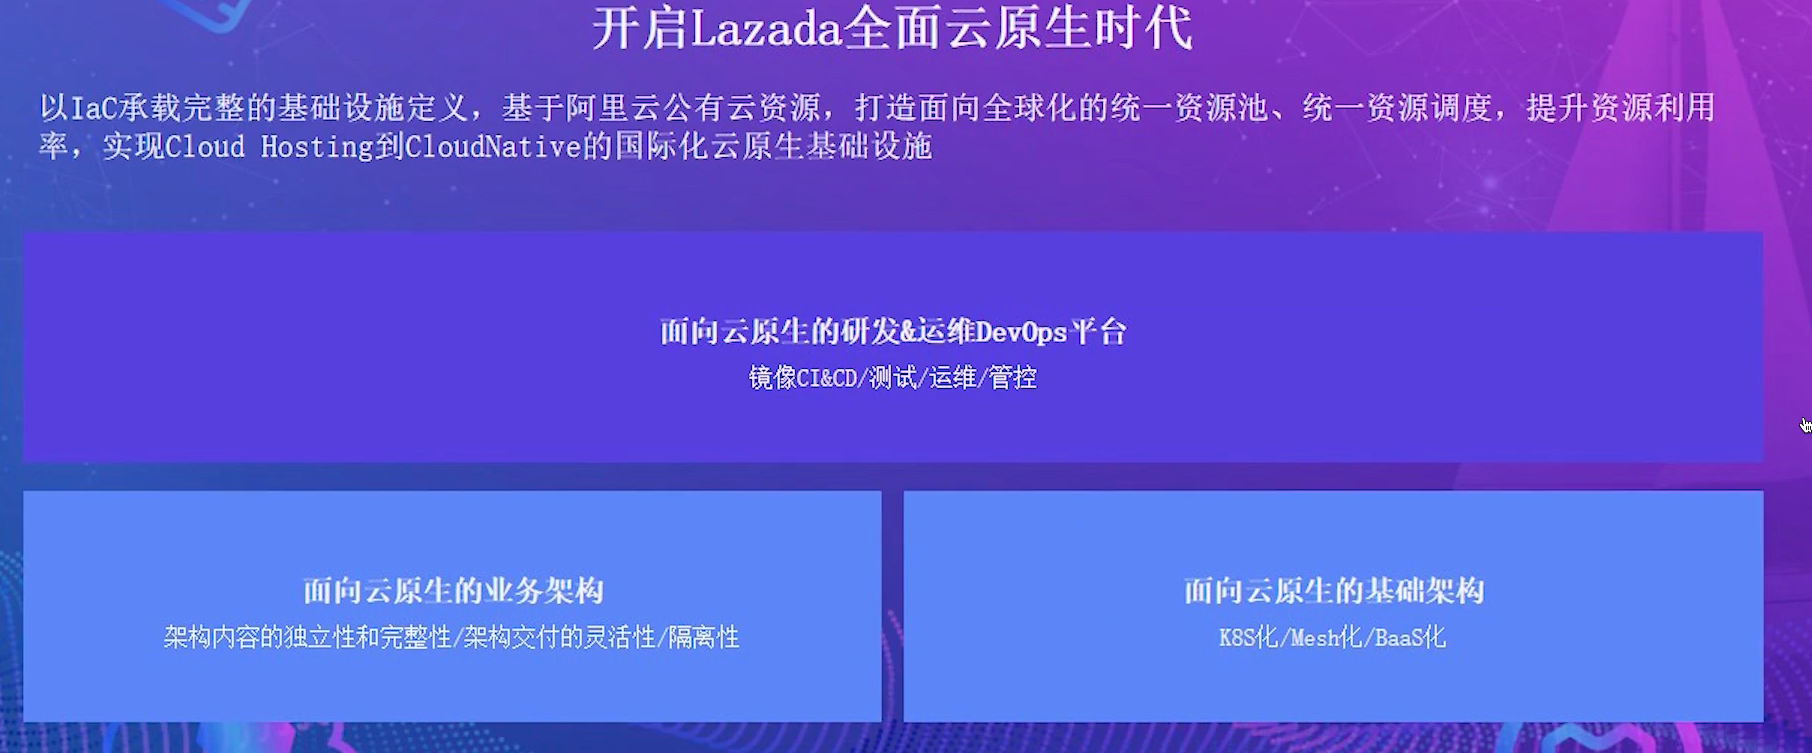 开启Lazada全面云原生时代
以IaC承载完整的基础设施定义，基于阿里云公有云资源，打造面向全球化的统一资源池、统一资源调度，提升资源利用
率，实现Cloud Hosting到CloudNative的国际化云原生基础设施
面向云原生的研发&运维DevOps平台
镜像CI&CD/测试/运维/管控
面向云原生的业务架构
架构内容的独立性和完整性/架构交付的灵活性/隔离性
面向云原生的基础架构
K8S化/Mesh化/BaaS化